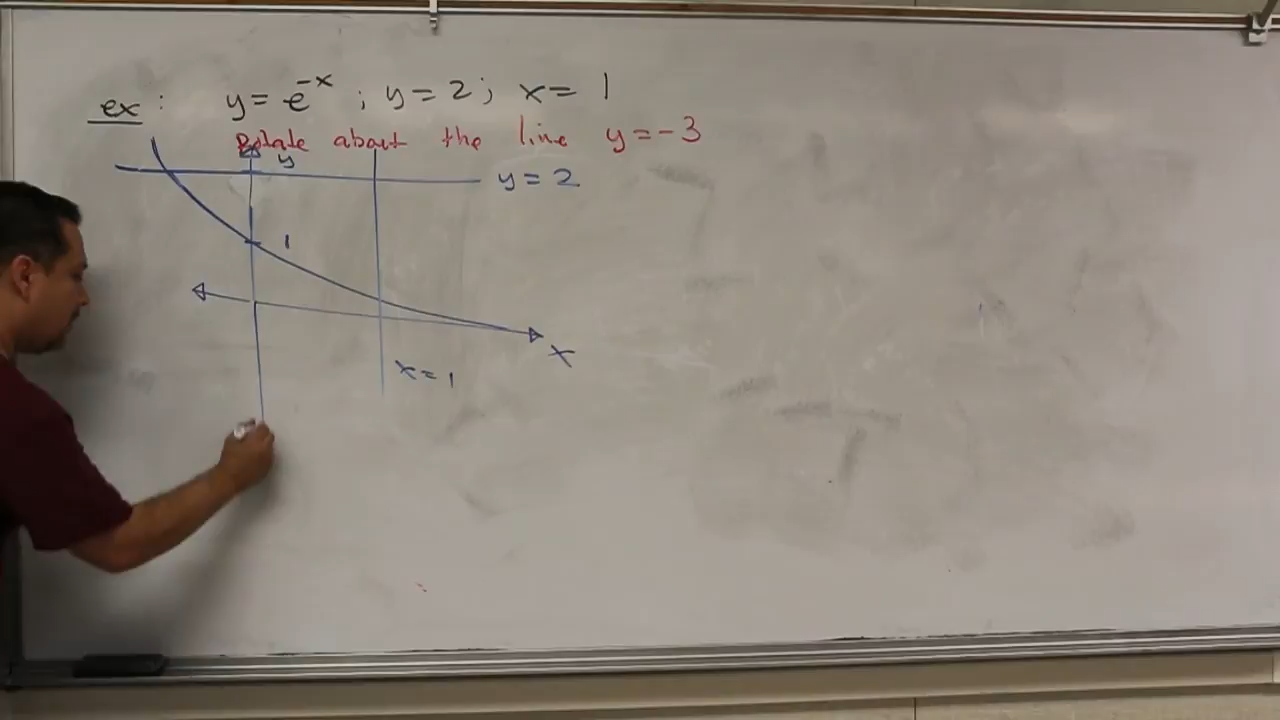 ex: y = e^{-x}; y = 2; x = 1
Rotate about the line y = -3
y
y = 2
1
x
x = 1